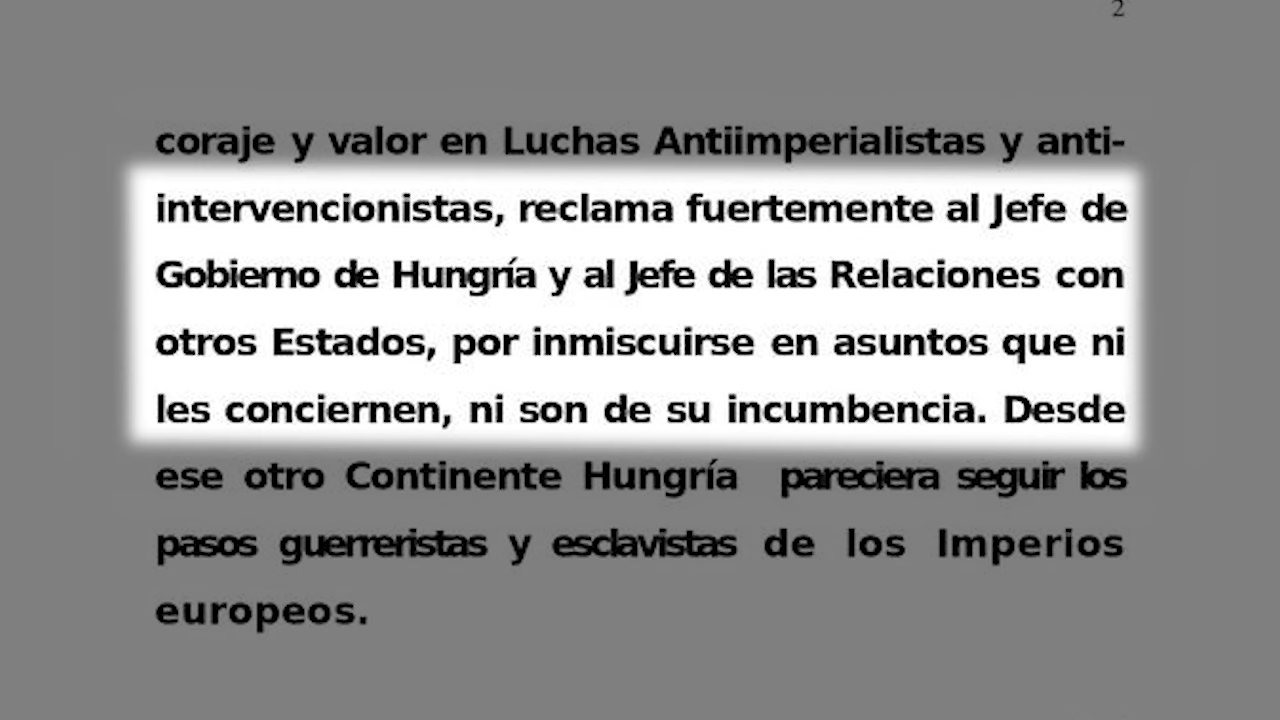 2
coraje y valor en Luchas Antiimperialistas y anti-
intervencionistas, reclama fuertemente al Jefe de
Gobierno de Hungría y al Jefe de las Relaciones con
otros Estados, por inmiscuirse en asuntos que ni
les conciernen, ni son de su incumbencia. Desde
ese otro Continente Hungría pareciera seguir los
pasos guerreristas y esclavistas de los Imperios
europeos.